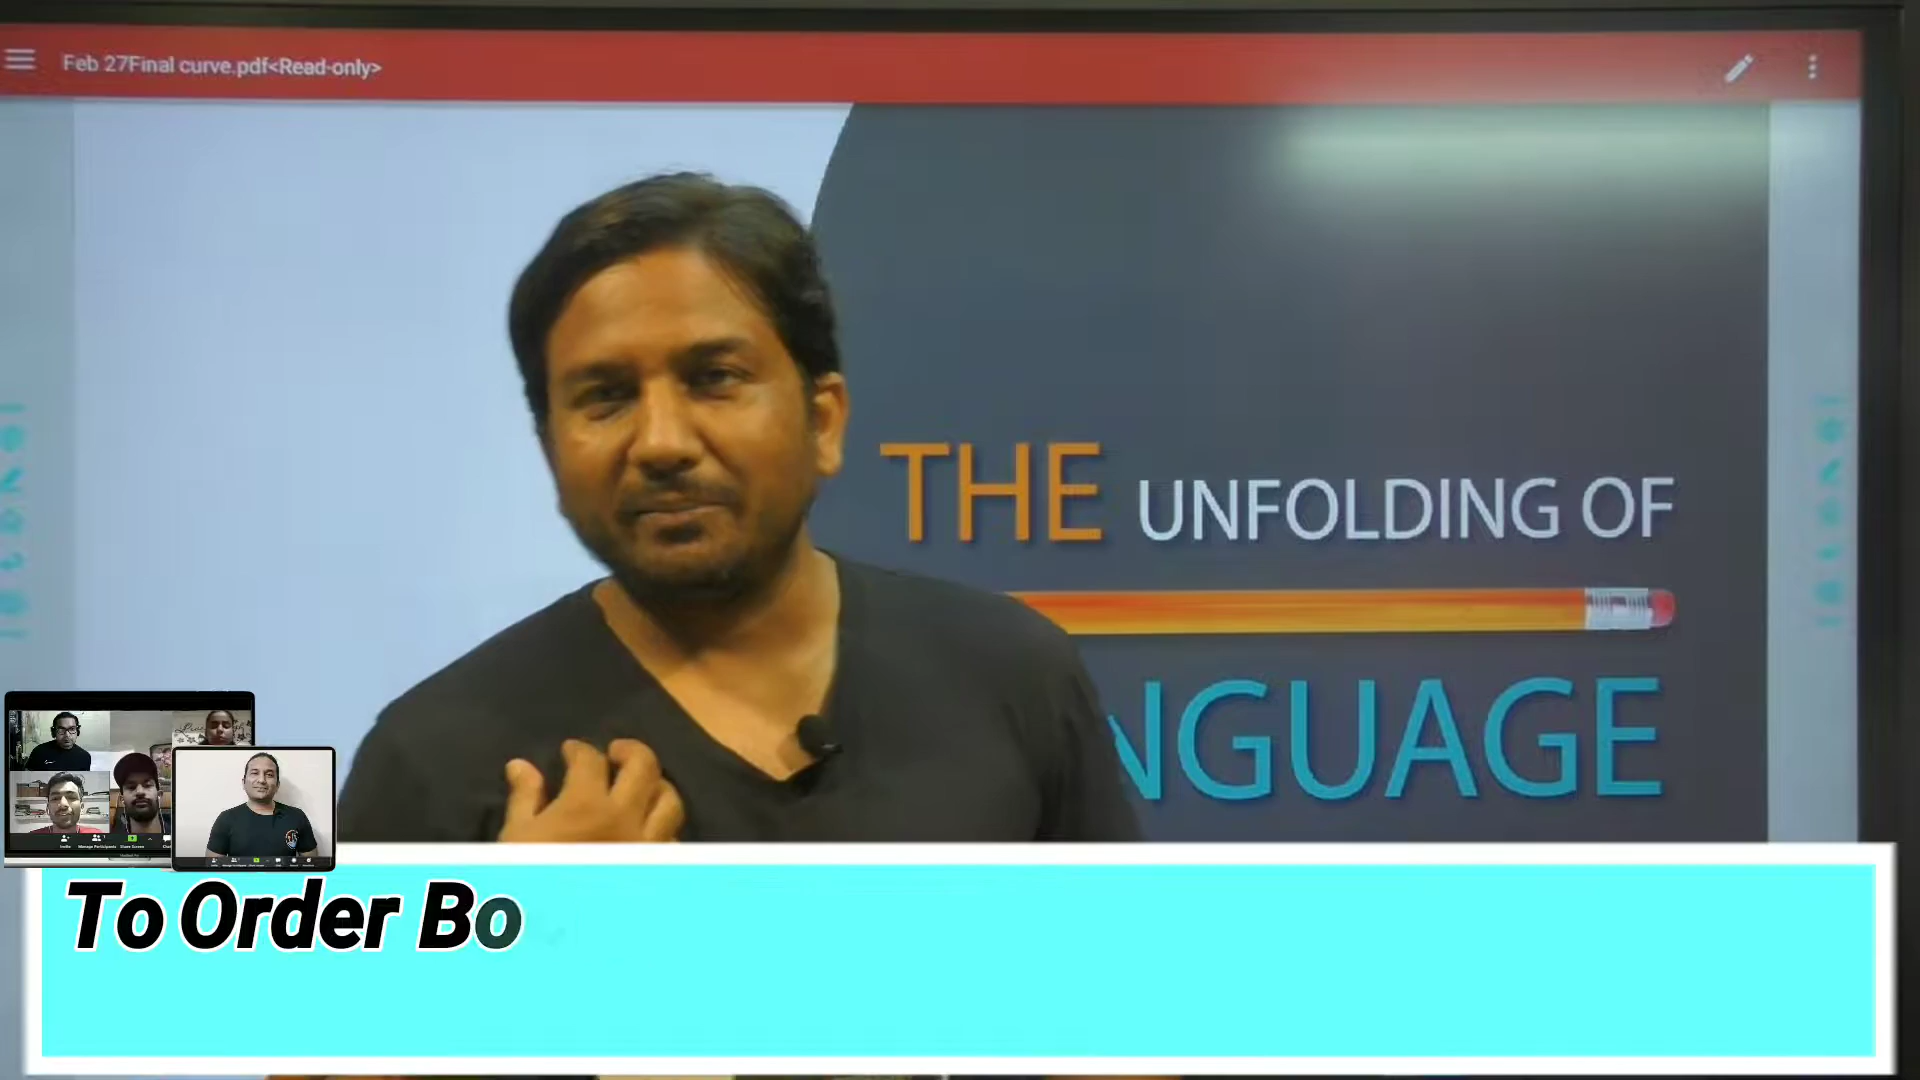 Feb 27Final curve.pdf<Read-only>
THE UNFOLDING OF
NGUAGE
To Order Bo